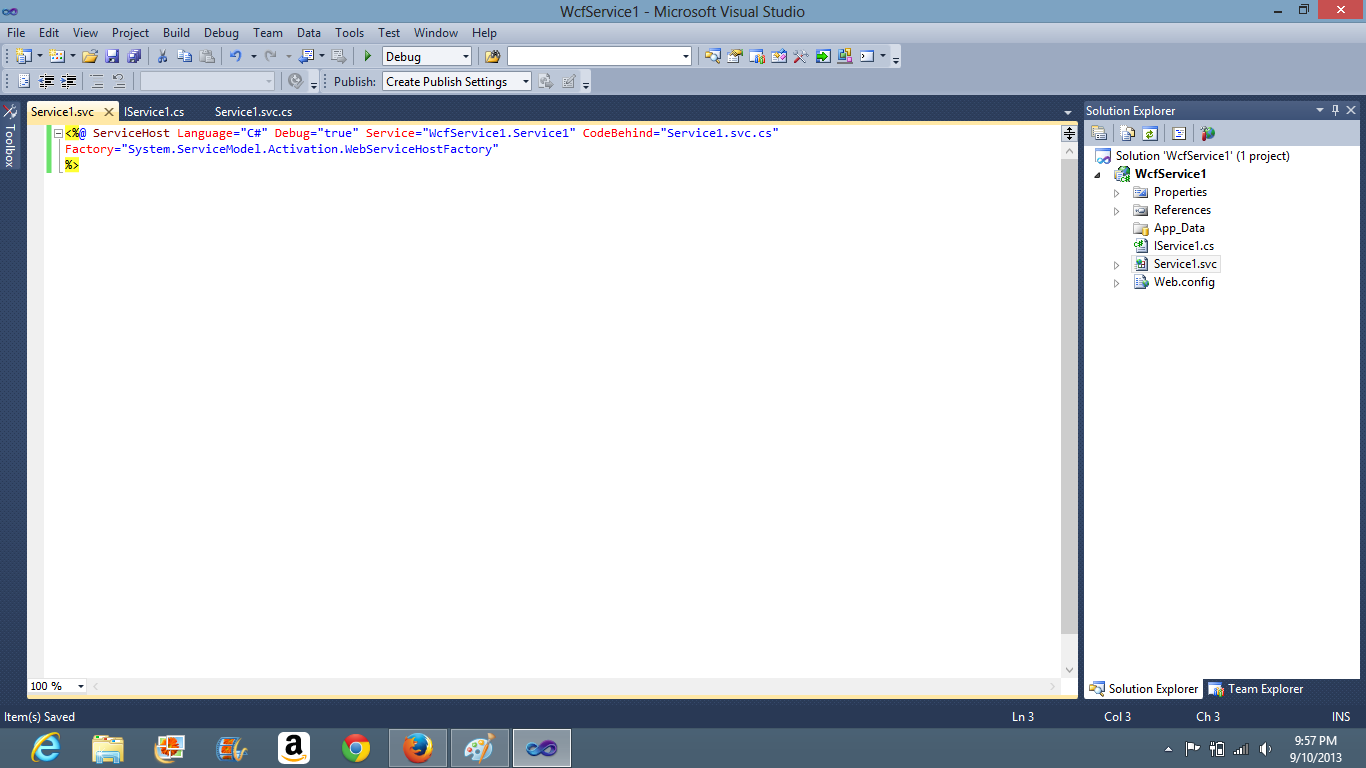 WcfService1 - Microsoft Visual Studio
File Edit View Project Build Debug Team Data Tools Test Window Help
Debug
Publish: Create Publish Settings
Toolbox
Service1.svc IService1.cs Service1.svc.cs
<%@ ServiceHost Language="C#" Debug="true" Service="WcfService1.Service1" CodeBehind="Service1.svc.cs"
Factory="System.ServiceModel.Activation.WebServiceHostFactory"
%>
100 %
Solution Explorer
Solution 'WcfService1' (1 project)
WcfService1
Properties
References
App_Data
IService1.cs
Service1.svc
Web.config
Solution Explorer Team Explorer
Item(s) Saved Ln 3 Col 3 Ch 3 INS
9:57 PM
9/10/2013